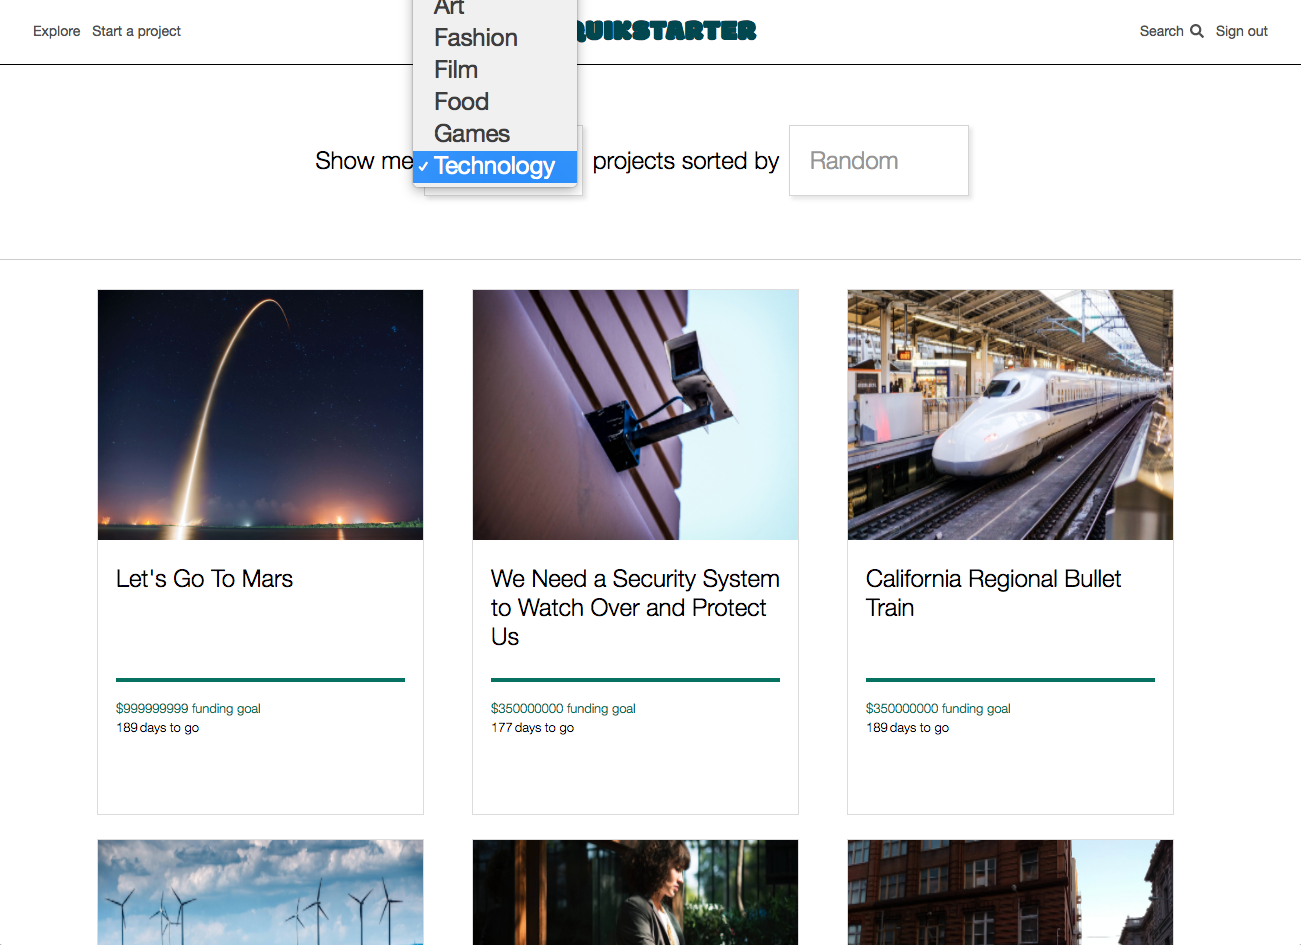 Explore Start a project
QUIKSTARTER
Search Sign out
Art
Fashion
Film
Food
Games
✓ Technology
Show me
projects sorted by
Random
Let's Go To Mars
$999999999 funding goal
189 days to go
We Need a Security System
to Watch Over and Protect
Us
$350000000 funding goal
177 days to go
California Regional Bullet
Train
$350000000 funding goal
189 days to go